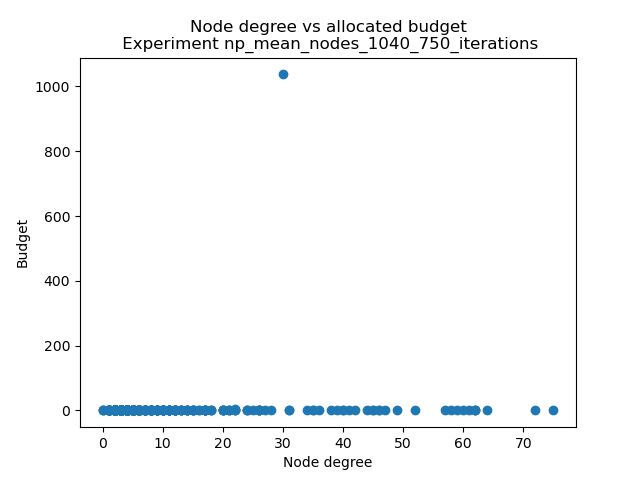 Node degree vs allocated budget
Experiment np_mean_nodes_1040_750_iterations
1000
800
600
400
200
0
Budget
0 10 20 30 40 50 60 70
Node degree